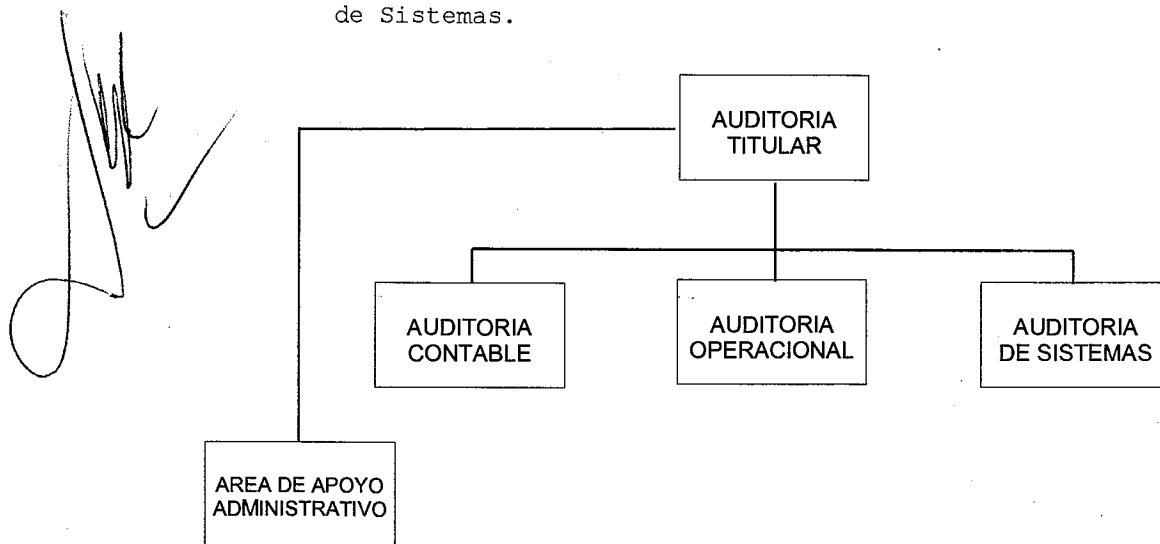 de Sistemas.
AUDITORIA
TITULAR
AUDITORIA
CONTABLE
AUDITORIA
OPERACIONAL
AUDITORIA
DE SISTEMAS
AREA DE APOYO
ADMINISTRATIVO